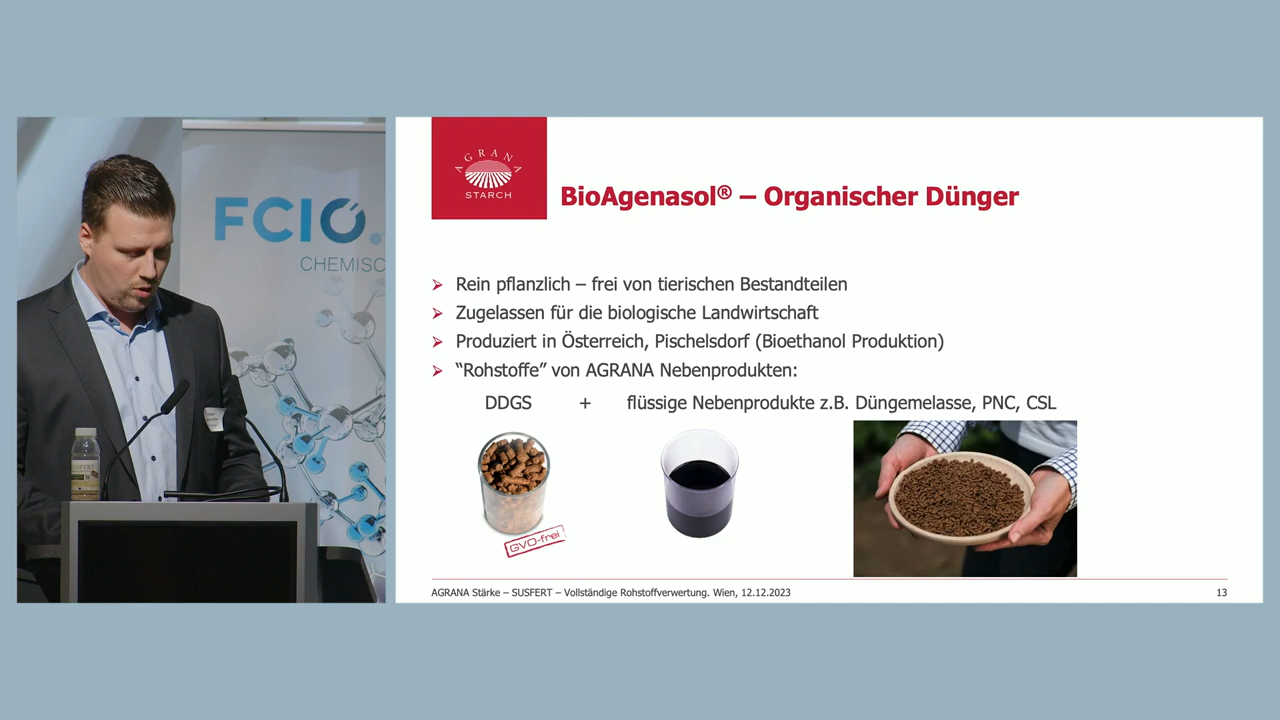 FCIO.
CHEMISC
AGRANA
STARCH
BioAgenasol® – Organischer Dünger
Rein pflanzlich – frei von tierischen Bestandteilen
Zugelassen für die biologische Landwirtschaft
Produziert in Österreich, Pischelsdorf (Bioethanol Produktion)
“Rohstoffe” von AGRANA Nebenprodukten:
DDGS + flüssige Nebenprodukte z.B. Düngemelasse, PNC, CSL
GVO-frei
AGRANA Stärke – SUSFERT – Vollständige Rohstoffverwertung. Wien, 12.12.2023
13